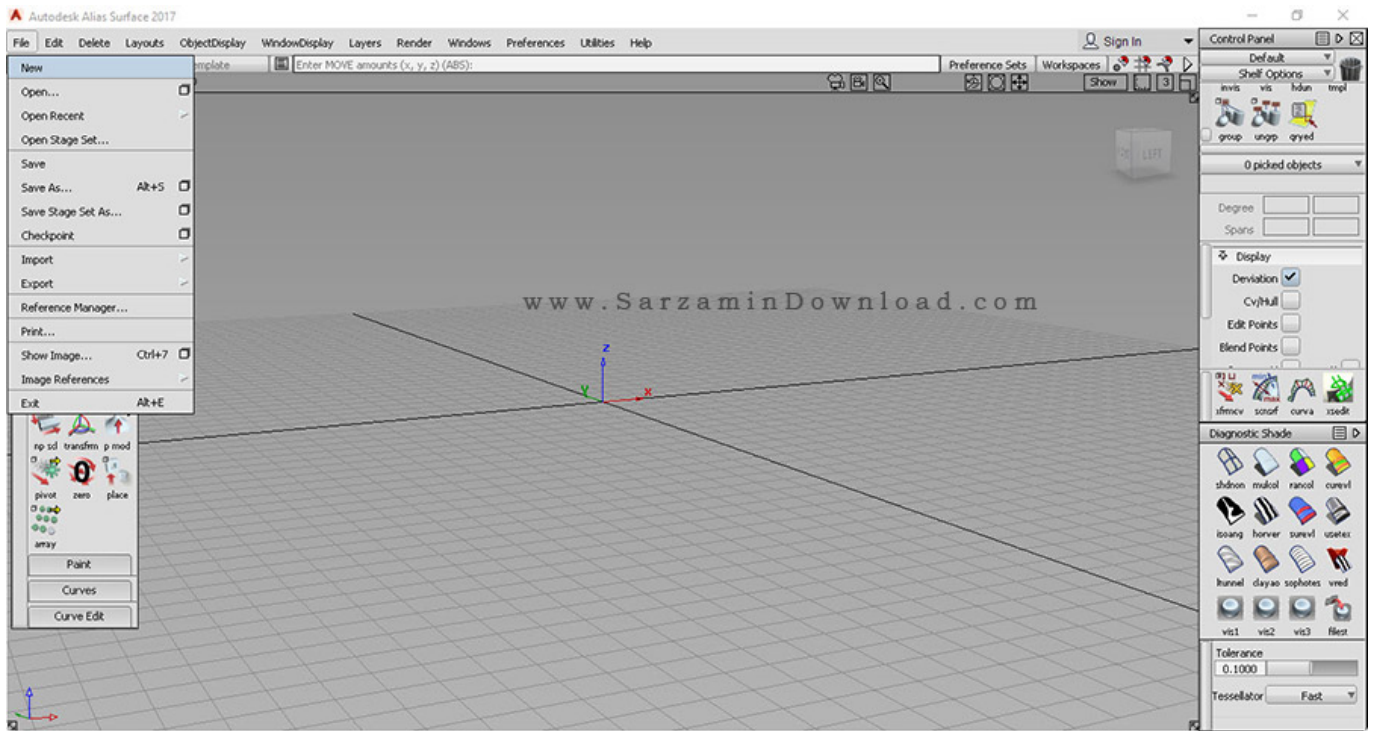 Autodesk Alias Surface 2017
File Edit Delete Layouts ObjectDisplay WindowDisplay Layers Render Windows Preferences Utilities Help
Sign In
Enter MOVE amounts (x, y, z) (ABS):
Preference Sets Workspaces
Show 3
New
Open...
Open Recent
Open Stage Set...
Save
Save As... Alt+S
Save Stage Set As...
Checkpoint
Import
Export
Reference Manager...
Print...
Show Image... Ctrl+7
Image References
Exit Alt+E
np scl transfrm p mod
pivot zero place
array
Paint
Curves
Curve Edit
LEFT
www.SarzaminDownload.com
z
y
x
Control Panel
Default
Shelf Options
invis vis hdun tmpl
group ungrp qryed
0 picked objects
Degree
Spans
Display
Deviation
Cv/Hull
Edit Points
Blend Points
xfrmcv scnsrf curva xsedit
Diagnostic Shade
shdnon mulcol rancol curevl
isoang horver surevl usetex
ltunnel clayao sophotes vred
vis1 vis2 vis3 filest
Tolerance
0.1000
Tessellator Fast